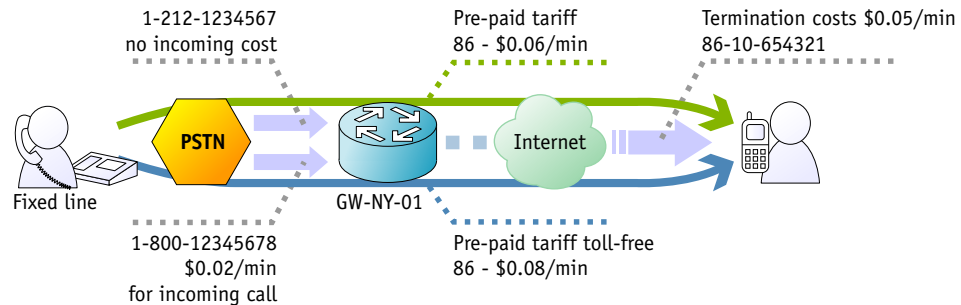 1-212-1234567
no incoming cost
Pre-paid tariff
86 - $0.06/min
Termination costs $0.05/min
86-10-654321
PSTN
Internet
Fixed line
GW-NY-01
1-800-12345678
$0.02/min
for incoming call
Pre-paid tariff toll-free
86 - $0.08/min